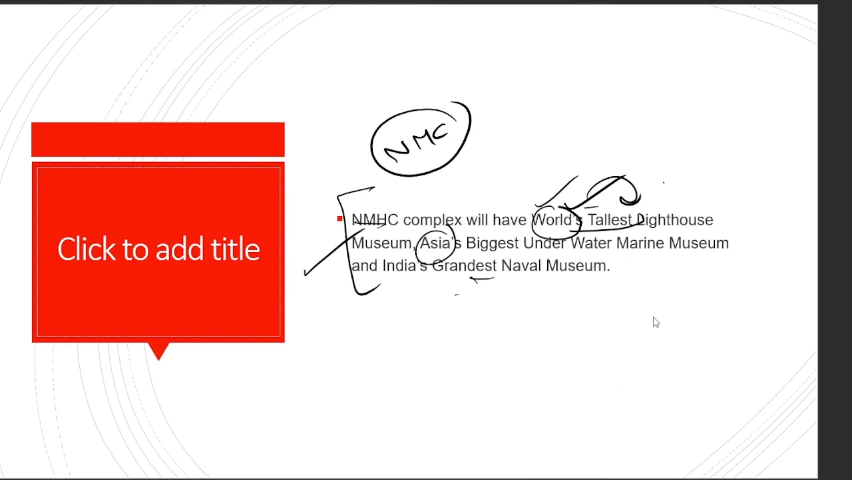 NMC
Click to add title
NMHC complex will have World's Tallest Lighthouse
Museum, Asia's Biggest Under Water Marine Museum
and India's Grandest Naval Museum.